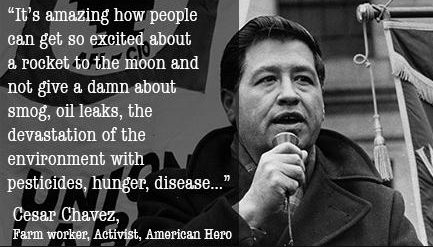 “It’s amazing how people
can get so excited about
a rocket to the moon and
not give a damn about
smog, oil leaks, the
devastation of the
environment with
pesticides, hunger, disease...”
Cesar Chavez,
Farm worker, Activist, American Hero